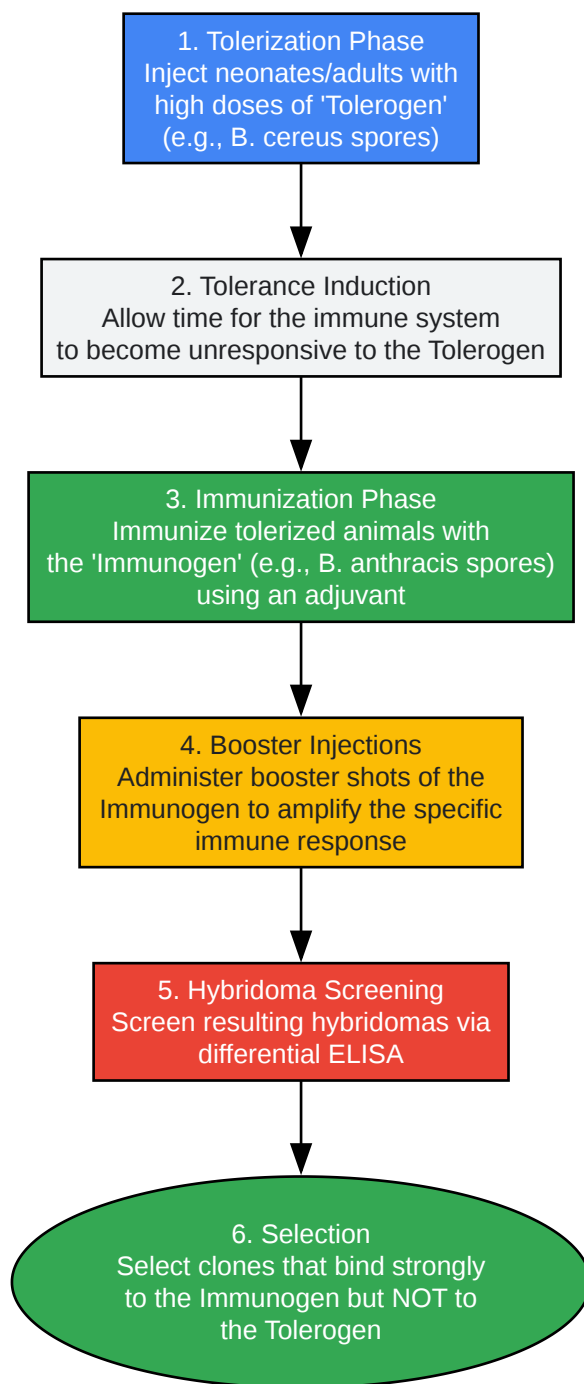 1. Tolerization Phase
Inject neonates/adults with
high doses of 'Tolerogen'
(e.g., B. cereus spores)
2. Tolerance Induction
Allow time for the immune system
to become unresponsive to the Tolerogen
3. Immunization Phase
Immunize tolerized animals with
the 'Immunogen' (e.g., B. anthracis spores)
using an adjuvant
4. Booster Injections
Administer booster shots of the
Immunogen to amplify the specific
immune response
5. Hybridoma Screening
Screen resulting hybridomas via
differential ELISA
6. Selection
Select clones that bind strongly
to the Immunogen but NOT to
the Tolerogen